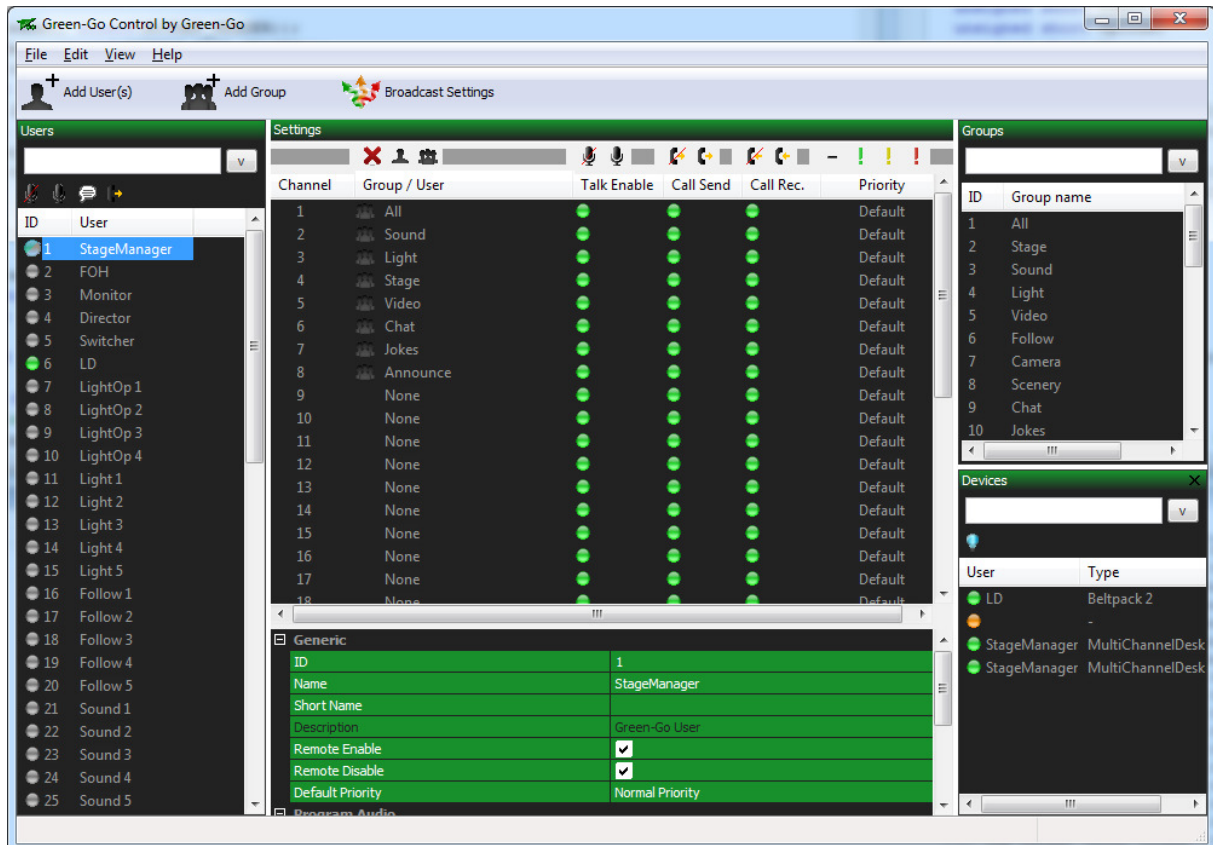 Green-Go Control by Green-Go
File Edit View Help
Add User(s) Add Group Broadcast Settings
Users
v
ID User
1 StageManager
2 FOH
3 Monitor
4 Director
5 Switcher
6 LD
7 LightOp 1
8 LightOp 2
9 LightOp 3
10 LightOp 4
11 Light 1
12 Light 2
13 Light 3
14 Light 4
15 Light 5
16 Follow 1
17 Follow 2
18 Follow 3
19 Follow 4
20 Follow 5
21 Sound 1
22 Sound 2
23 Sound 3
24 Sound 4
25 Sound 5
Settings
Channel Group / User Talk Enable Call Send Call Rec. Priority
1 All Default
2 Sound Default
3 Light Default
4 Stage Default
5 Video Default
6 Chat Default
7 Jokes Default
8 Announce Default
9 None Default
10 None Default
11 None Default
12 None Default
13 None Default
14 None Default
15 None Default
16 None Default
17 None Default
18 None Default
Generic
ID 1
Name StageManager
Short Name
Description Green-Go User
Remote Enable
Remote Disable
Default Priority Normal Priority
Program Audio
Groups
v
ID Group name
1 All
2 Stage
3 Sound
4 Light
5 Video
6 Follow
7 Camera
8 Scenery
9 Chat
10 Jokes
Devices
v
User Type
LD Beltpack 2
-
StageManager MultiChannelDesk
StageManager MultiChannelDesk